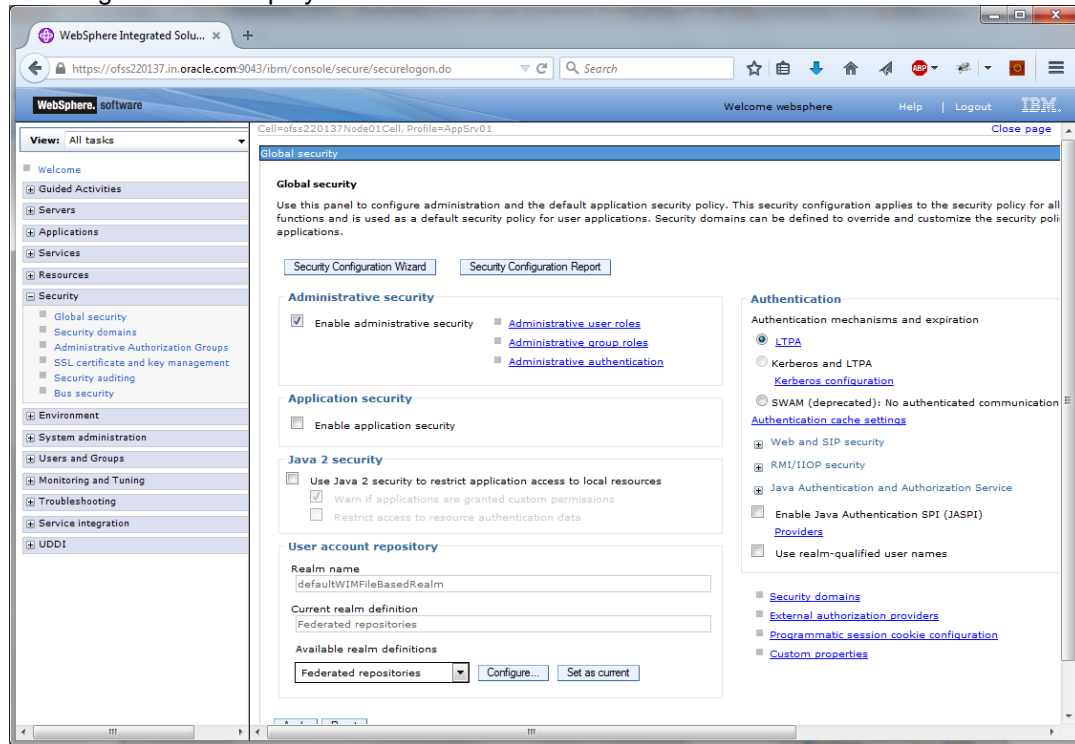 WebSphere Integrated Solu...
https://ofss220137.in.oracle.com:9043/ibm/console/secure/securelogon.do
Search
ABP
WebSphere. software
Welcome websphere
Help | Logout
IBM.
View: All tasks
Cell=ofss220137Node01Cell, Profile=AppSrv01
Close page
Welcome
Guided Activities
Servers
Applications
Services
Resources
Security
Global security
Security domains
Administrative Authorization Groups
SSL certificate and key management
Security auditing
Bus security
Environment
System administration
Users and Groups
Monitoring and Tuning
Troubleshooting
Service integration
UDDI
Global security
Global security
Use this panel to configure administration and the default application security policy. This security configuration applies to the security policy for all
functions and is used as a default security policy for user applications. Security domains can be defined to override and customize the security poli
applications.
Security Configuration Wizard
Security Configuration Report
Administrative security
Enable administrative security
Administrative user roles
Administrative group roles
Administrative authentication
Application security
Enable application security
Java 2 security
Use Java 2 security to restrict application access to local resources
Warn if applications are granted custom permissions
Restrict access to resource authentication data
User account repository
Realm name
defaultWIMFileBasedRealm
Current realm definition
Federated repositories
Available realm definitions
Federated repositories
Configure...
Set as current
Authentication
Authentication mechanisms and expiration
LTPA
Kerberos and LTPA
Kerberos configuration
SWAM (deprecated): No authenticated communication
Authentication cache settings
Web and SIP security
RMI/IIOP security
Java Authentication and Authorization Service
Enable Java Authentication SPI (JASPI)
Providers
Use realm-qualified user names
Security domains
External authorization providers
Programmatic session cookie configuration
Custom properties